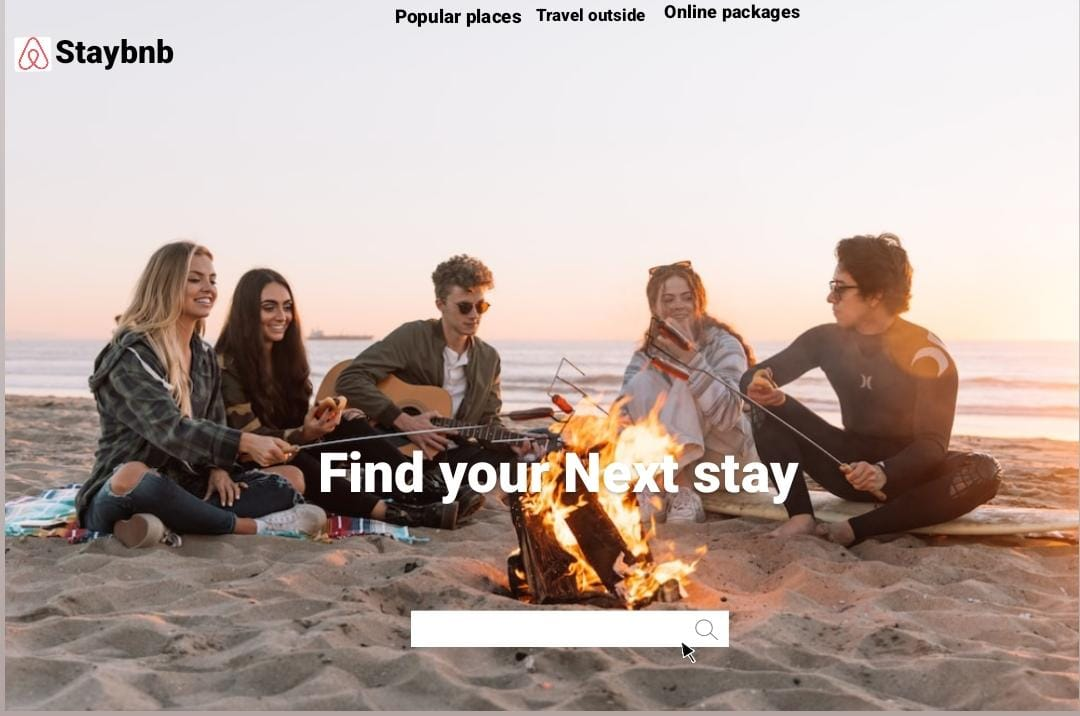 Popular places Travel outside Online packages
Staybnb
Find your Next stay